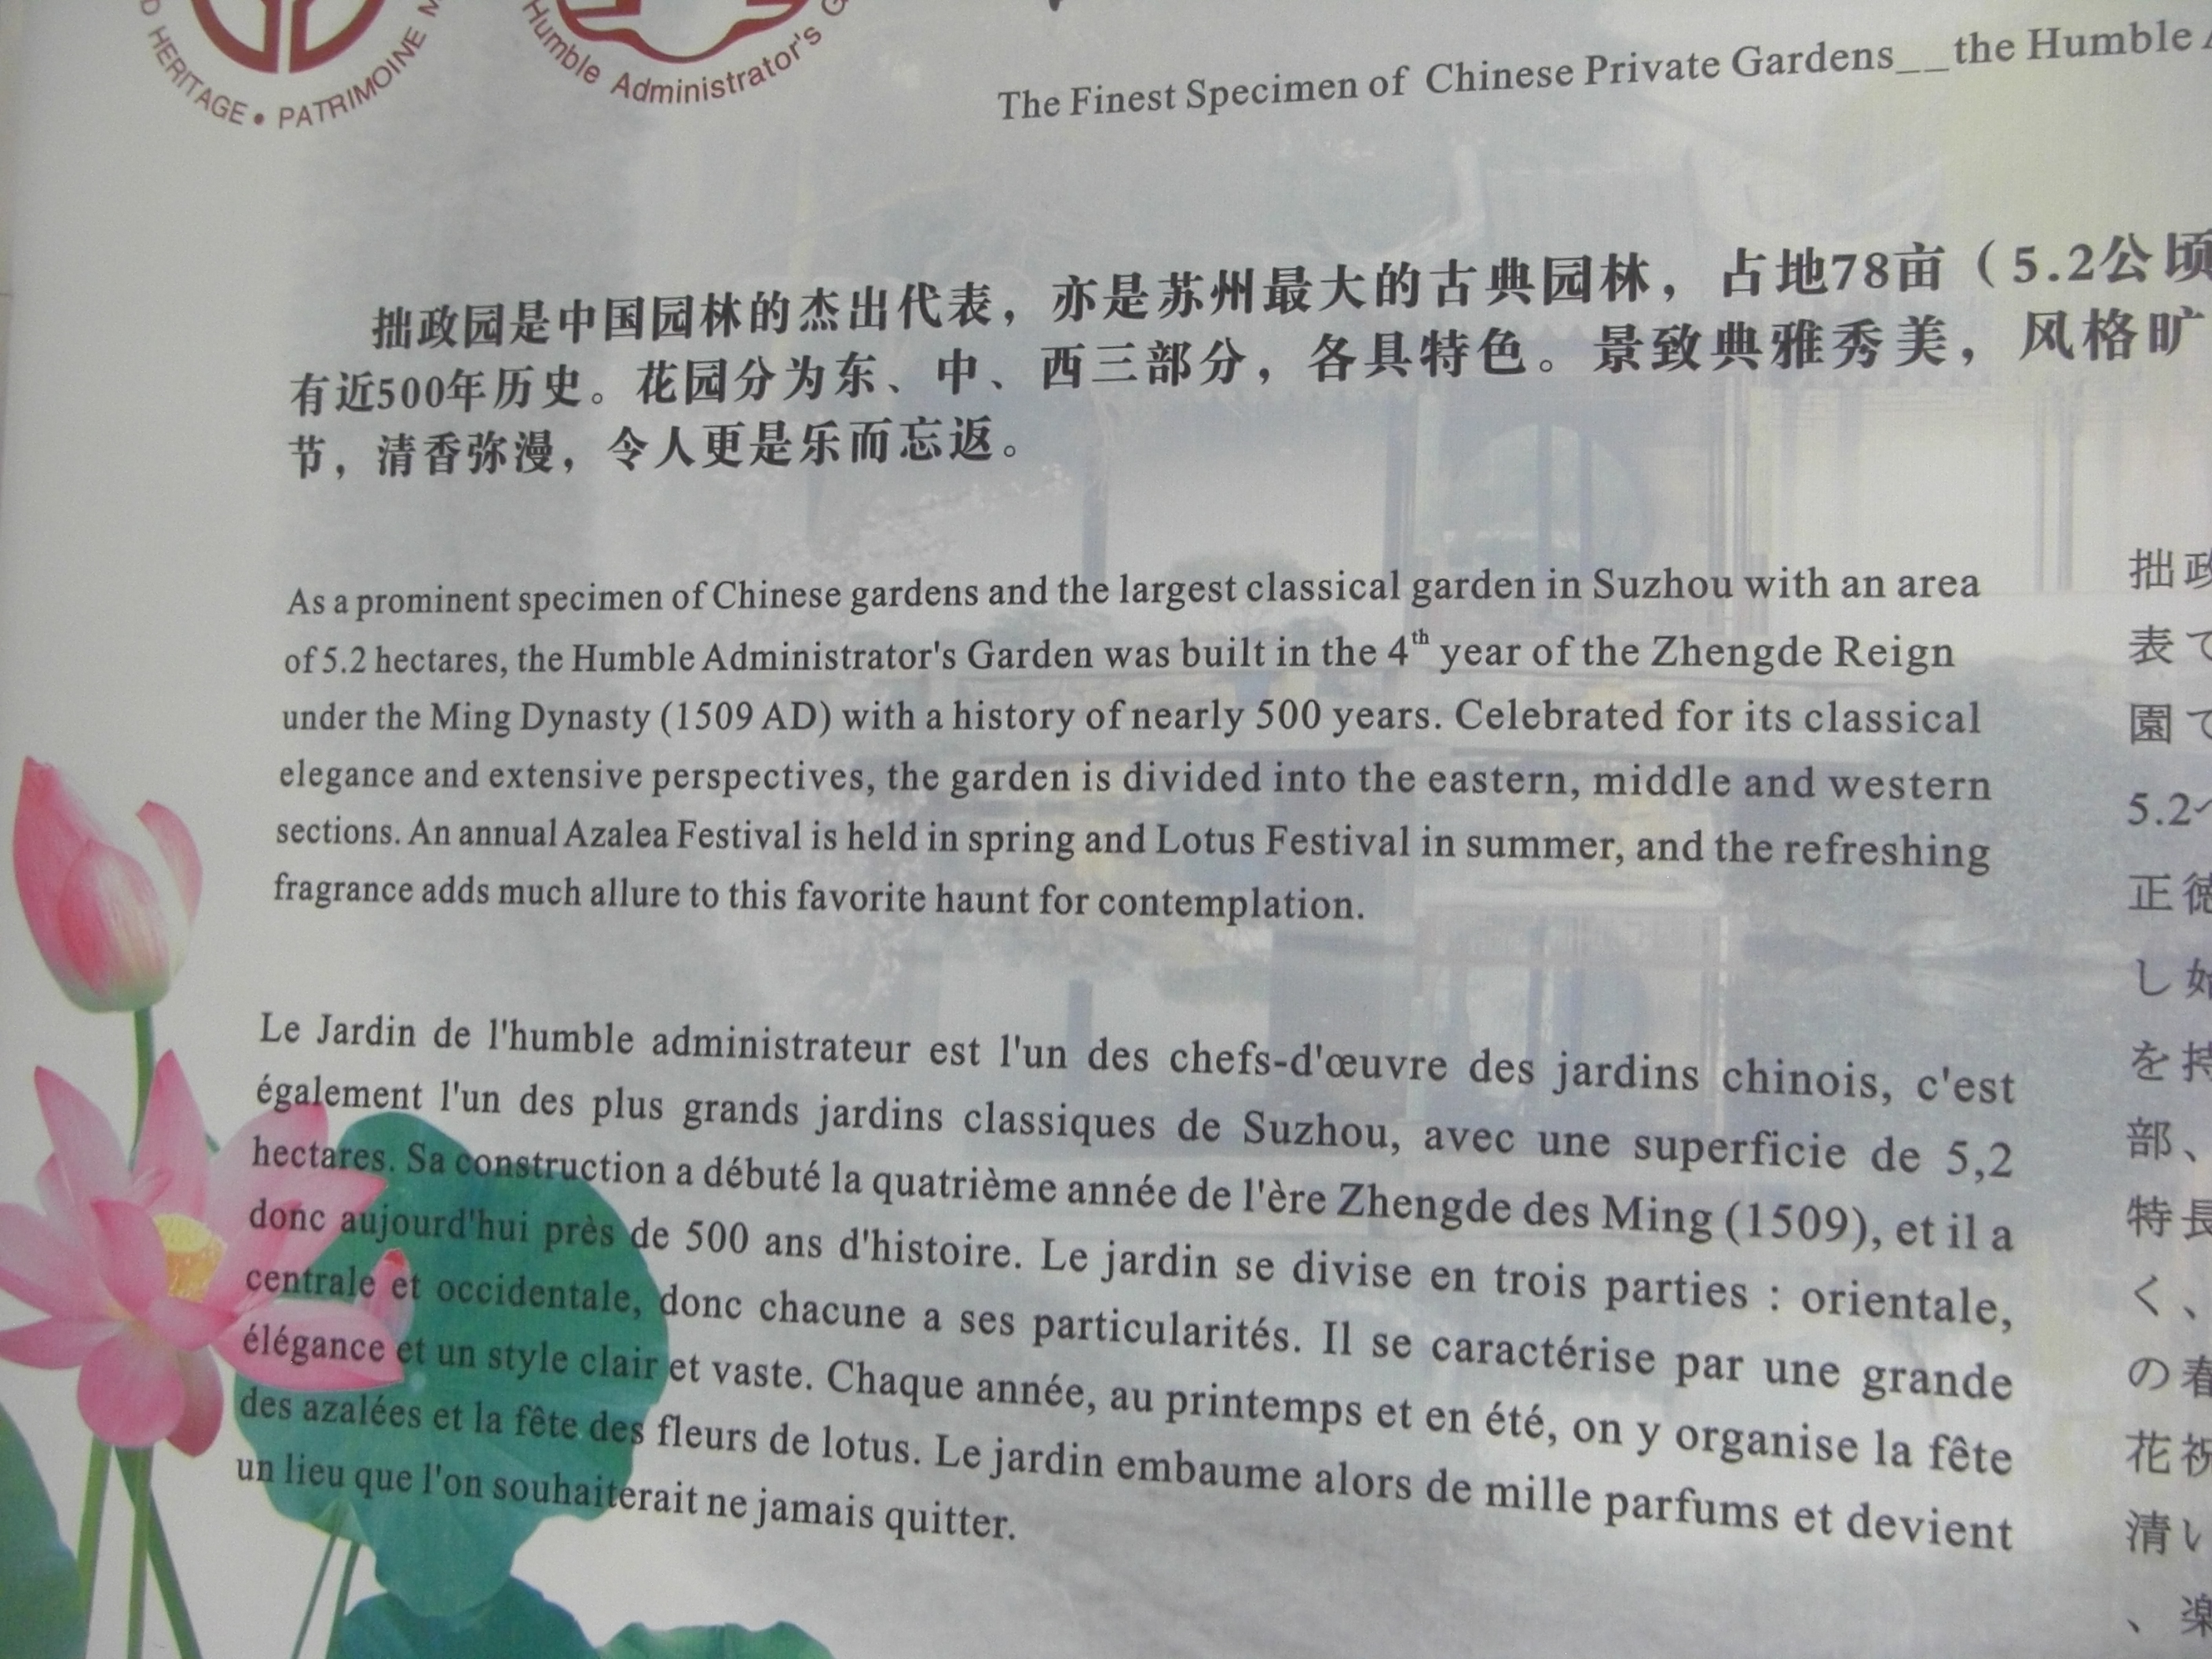 HERITAGE • PATRIMOINE
Humble Administrator's
The Finest Specimen of Chinese Private Gardens__the Humble
拙政园是中国园林的杰出代表，亦是苏州最大的古典园林，占地78亩（5.2公顷
有近500年历史。花园分为东、中、西三部分，各具特色。景致典雅秀美，风格旷
节，清香弥漫，令人更是乐而忘返。
As a prominent specimen of Chinese gardens and the largest classical garden in Suzhou with an area
of 5.2 hectares, the Humble Administrator's Garden was built in the 4th year of the Zhengde Reign
under the Ming Dynasty (1509 AD) with a history of nearly 500 years. Celebrated for its classical
elegance and extensive perspectives, the garden is divided into the eastern, middle and western
sections. An annual Azalea Festival is held in spring and Lotus Festival in summer, and the refreshing
fragrance adds much allure to this favorite haunt for contemplation.
Le Jardin de l'humble administrateur est l'un des chefs-d'œuvre des jardins chinois, c'est
également l'un des plus grands jardins classiques de Suzhou, avec une superficie de 5,2
hectares. Sa construction a débuté la quatrième année de l'ère Zhengde des Ming (1509), et il a
donc aujourd'hui près de 500 ans d'histoire. Le jardin se divise en trois parties : orientale,
centrale et occidentale, donc chacune a ses particularités. Il se caractérise par une grande
élégance et un style clair et vaste. Chaque année, au printemps et en été, on y organise la fête
des azalées et la fête des fleurs de lotus. Le jardin embaume alors de mille parfums et devient
un lieu que l'on souhaiterait ne jamais quitter.
拙政
表で
園で
5.2ヘ
正徳
し始
を持
部、
特長
く、
の春
花祝
清い
、楽